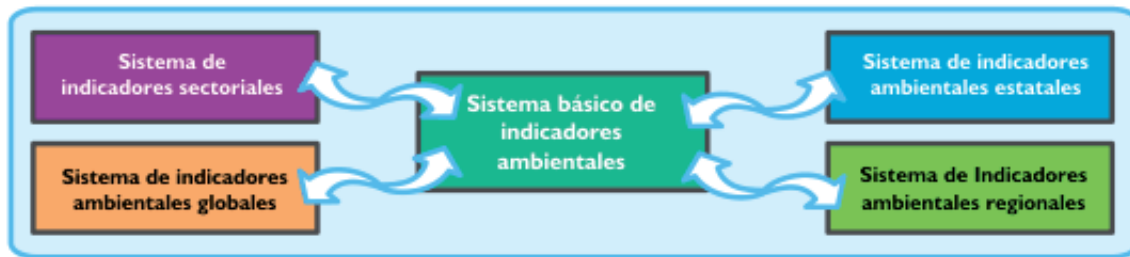 Sistema de
indicadores sectoriales
Sistema de indicadores
ambientales globales
Sistema básico de
indicadores
ambientales
Sistema de indicadores
ambientales estatales
Sistema de Indicadores
ambientales regionales